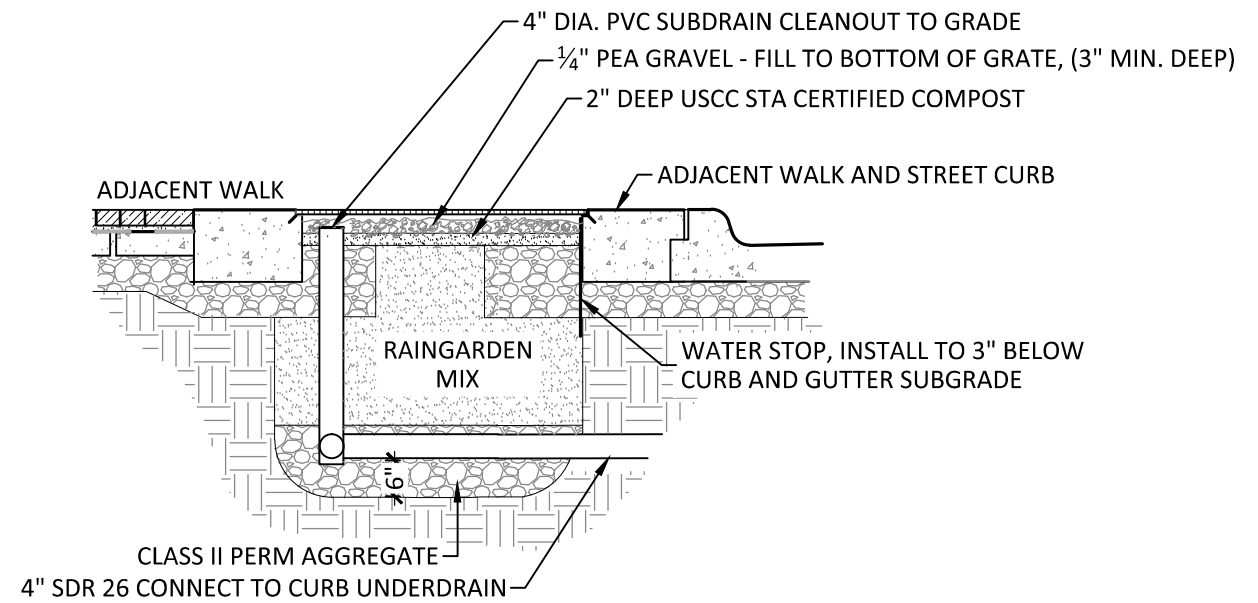 4" DIA. PVC SUBDRAIN CLEANOUT TO GRADE
¼" PEA GRAVEL - FILL TO BOTTOM OF GRATE, (3" MIN. DEEP)
2" DEEP USCC STA CERTIFIED COMPOST
ADJACENT WALK AND STREET CURB
ADJACENT WALK
RAINGARDEN
MIX
WATER STOP, INSTALL TO 3" BELOW
CURB AND GUTTER SUBGRADE
6"
CLASS II PERM AGGREGATE
4" SDR 26 CONNECT TO CURB UNDERDRAIN